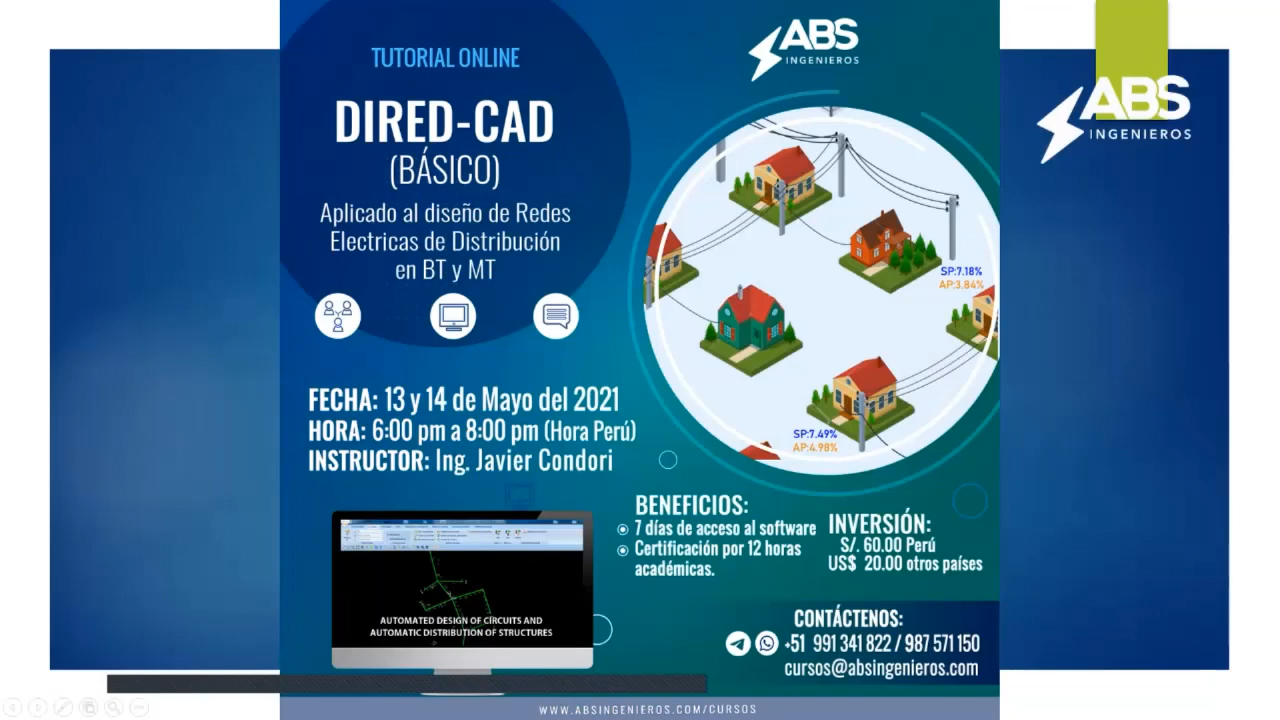 TUTORIAL ONLINE
DIRED-CAD
(BÁSICO)
Aplicado al diseño de Redes
Electricas de Distribución
en BT y MT
FECHA: 13 y 14 de Mayo del 2021
HORA: 6:00 pm a 8:00 pm (Hora Perú)
INSTRUCTOR: Ing. Javier Condori
AUTOMATED DESIGN OF CIRCUITS AND
AUTOMATIC DISTRIBUTION OF STRUCTURES
ABS
INGENIEROS
SP:7.18%
AP:3.84%
SP:7.49%
AP:4.98%
BENEFICIOS:
7 días de acceso al software
Certificación por 12 horas
académicas.
INVERSIÓN:
S/. 60.00 Perú
US$ 20.00 otros países
CONTÁCTENOS:
+51 991 341 822 / 987 571 150
cursos@absingenieros.com
WWW.ABSINGENIEROS.COM/CURSOS
ABS
INGENIEROS